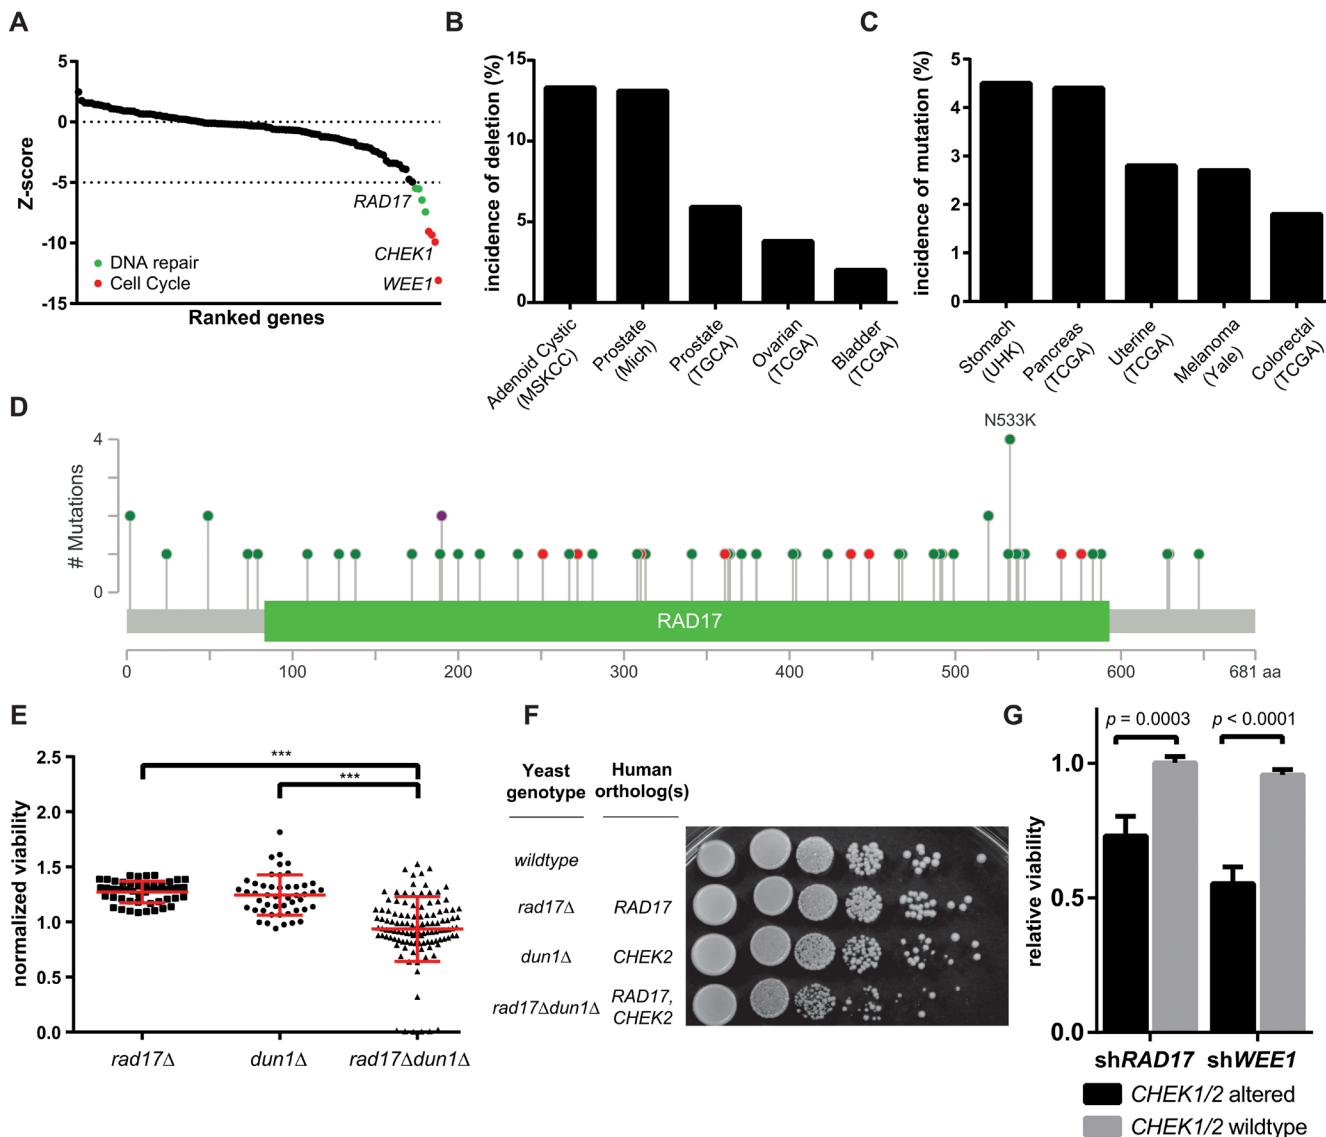 A
B
C
5
0
-5
-10
-15
Z-score
RAD17
CHEK1
WEE1
DNA repair
Cell Cycle
Ranked genes
15
10
5
0
incidence of deletion (%)
Adenoid Cystic
(MSKCC)
Prostate
(Mich)
Prostate
(TGCA)
Ovarian
(TCGA)
Bladder
(TCGA)
5
4
3
2
1
0
incidence of mutation (%)
Stomach
(UHK)
Pancreas
(TCGA)
Uterine
(TCGA)
Melanoma
(Yale)
Colorectal
(TCGA)
D
4
0
# Mutations
N533K
RAD17
0 100 200 300 400 500 600 681 aa
E
2.5
2.0
1.5
1.0
0.5
0.0
normalized viability
***
***
rad17Δ dun1Δ rad17Δdun1Δ
F
Yeast
genotype
Human
ortholog(s)
wildtype
rad17Δ RAD17
dun1Δ CHEK2
rad17Δdun1Δ RAD17,
CHEK2
G
p = 0.0003 p < 0.0001
1.0
0.5
0.0
relative viability
shRAD17 shWEE1
CHEK1/2 altered
CHEK1/2 wildtype